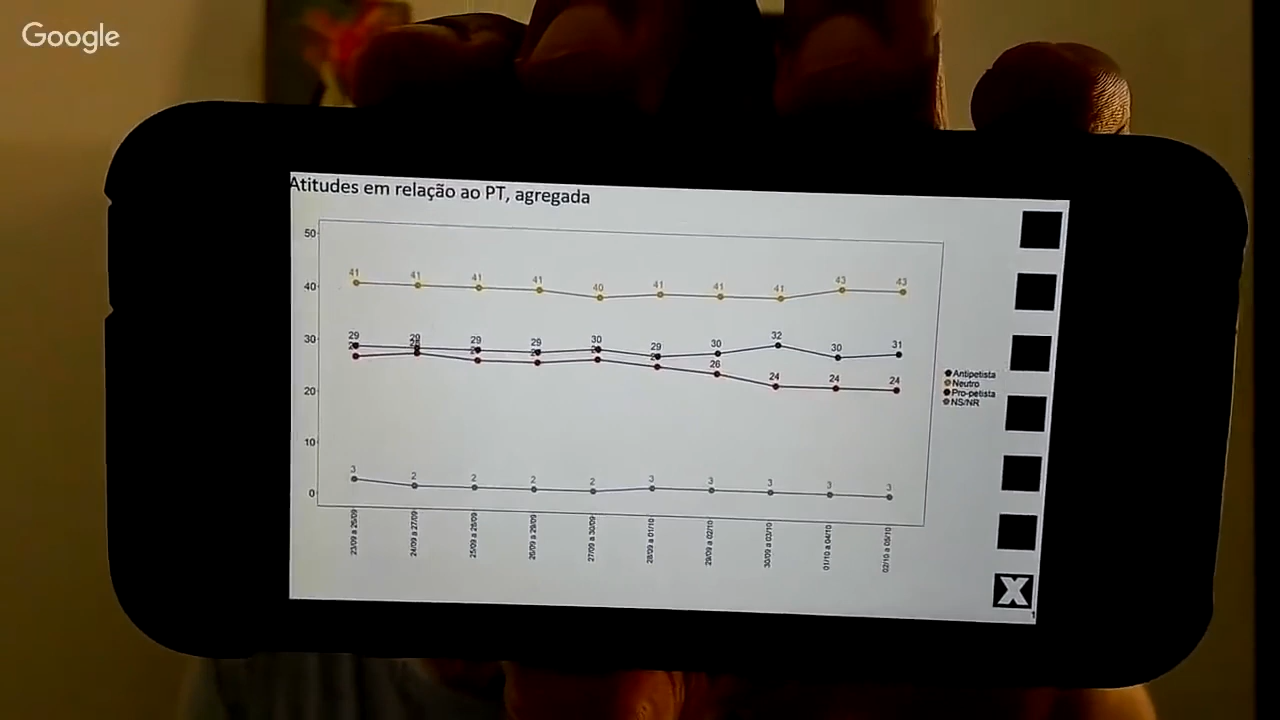 Google
Atitudes em relação ao PT, agregada
50
40
30
20
10
0
41 41 41 41 40 41 41 41 43 43
29 29 29 29 30 29 30 32 30 31
26 24 24 24
3 2 2 2 2 3 3 3 3 3
Antipetista
Neutro
Pro-petista
NS/NR
23/09 a 26/09
24/09 a 27/09
25/09 a 28/09
26/09 a 29/09
27/09 a 30/09
28/09 a 01/10
29/09 a 02/10
30/09 a 03/10
01/10 a 04/10
02/10 a 05/10
X
1